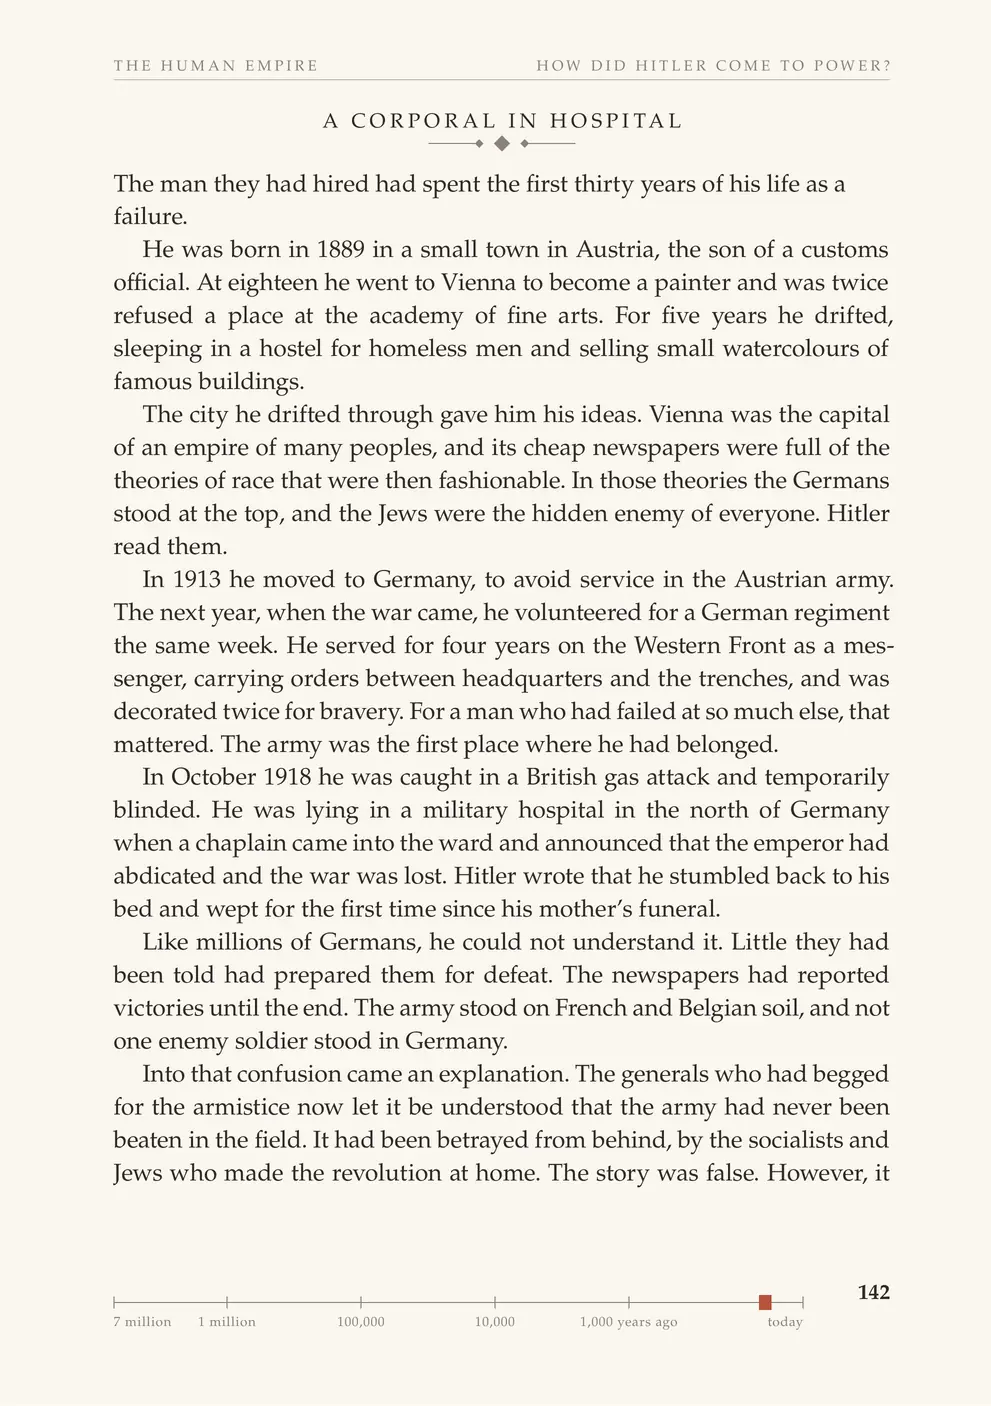 THE HUMAN EMPIRE
HOW DID HITLER COME TO POWER?
A CORPORAL IN HOSPITAL
The man they had hired had spent the first thirty years of his life as a
failure.
He was born in 1889 in a small town in Austria, the son of a customs
official. At eighteen he went to Vienna to become a painter and was twice
refused a place at the academy of fine arts. For five years he drifted,
sleeping in a hostel for homeless men and selling small watercolours of
famous buildings.
The city he drifted through gave him his ideas. Vienna was the capital
of an empire of many peoples, and its cheap newspapers were full of the
theories of race that were then fashionable. In those theories the Germans
stood at the top, and the Jews were the hidden enemy of everyone. Hitler
read them.
In 1913 he moved to Germany, to avoid service in the Austrian army.
The next year, when the war came, he volunteered for a German regiment
the same week. He served for four years on the Western Front as a mes-
senger, carrying orders between headquarters and the trenches, and was
decorated twice for bravery. For a man who had failed at so much else, that
mattered. The army was the first place where he had belonged.
In October 1918 he was caught in a British gas attack and temporarily
blinded. He was lying in a military hospital in the north of Germany
when a chaplain came into the ward and announced that the emperor had
abdicated and the war was lost. Hitler wrote that he stumbled back to his
bed and wept for the first time since his mother’s funeral.
Like millions of Germans, he could not understand it. Little they had
been told had prepared them for defeat. The newspapers had reported
victories until the end. The army stood on French and Belgian soil, and not
one enemy soldier stood in Germany.
Into that confusion came an explanation. The generals who had begged
for the armistice now let it be understood that the army had never been
beaten in the field. It had been betrayed from behind, by the socialists and
Jews who made the revolution at home. The story was false. However, it
142
7 million 1 million 100,000 10,000 1,000 years ago today